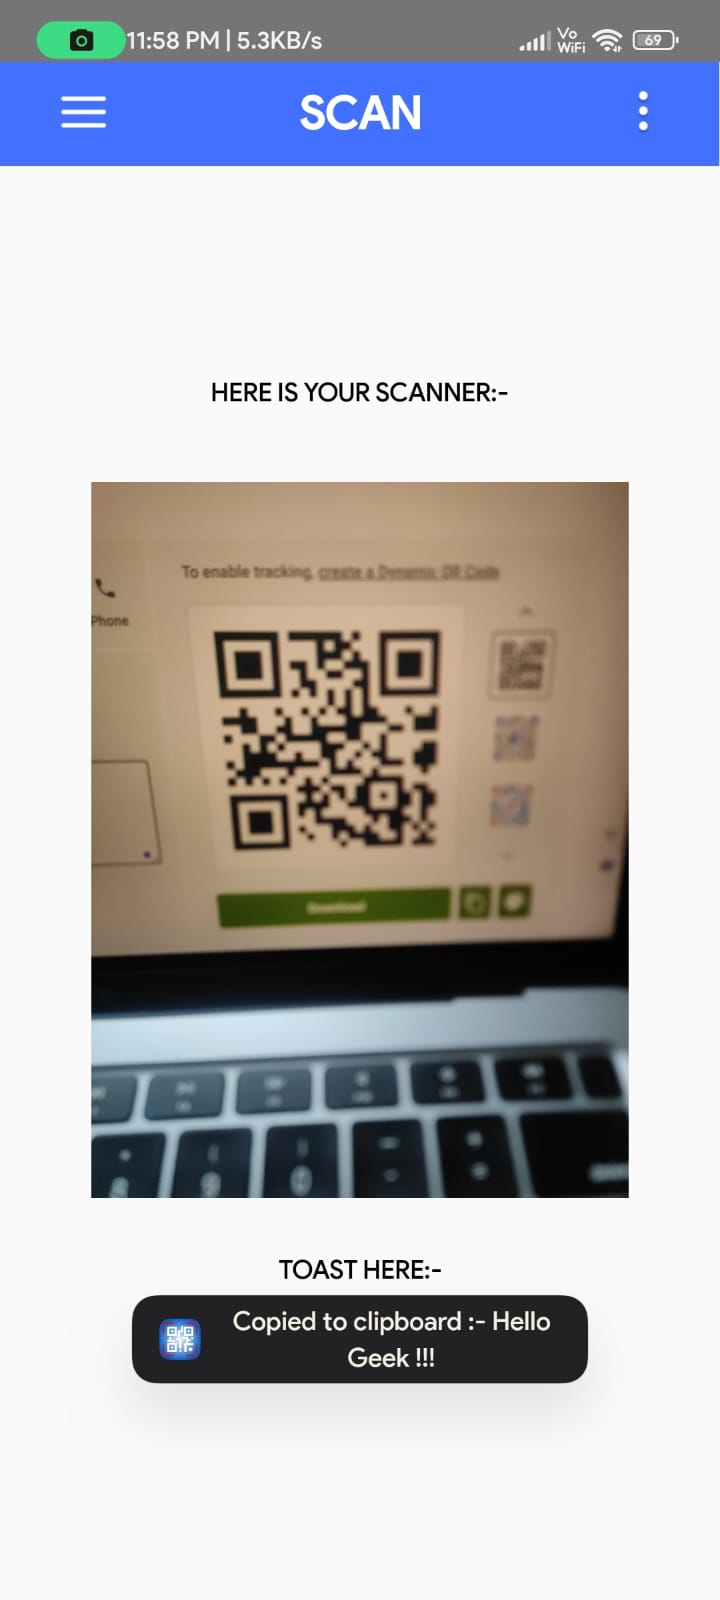 11:58 PM | 5.3KB/s
Vo
WiFi
69
SCAN
HERE IS YOUR SCANNER:-
To enable tracking, create a Dynamic QR Code
Phone
Download
TOAST HERE:-
Copied to clipboard :- Hello
Geek !!!